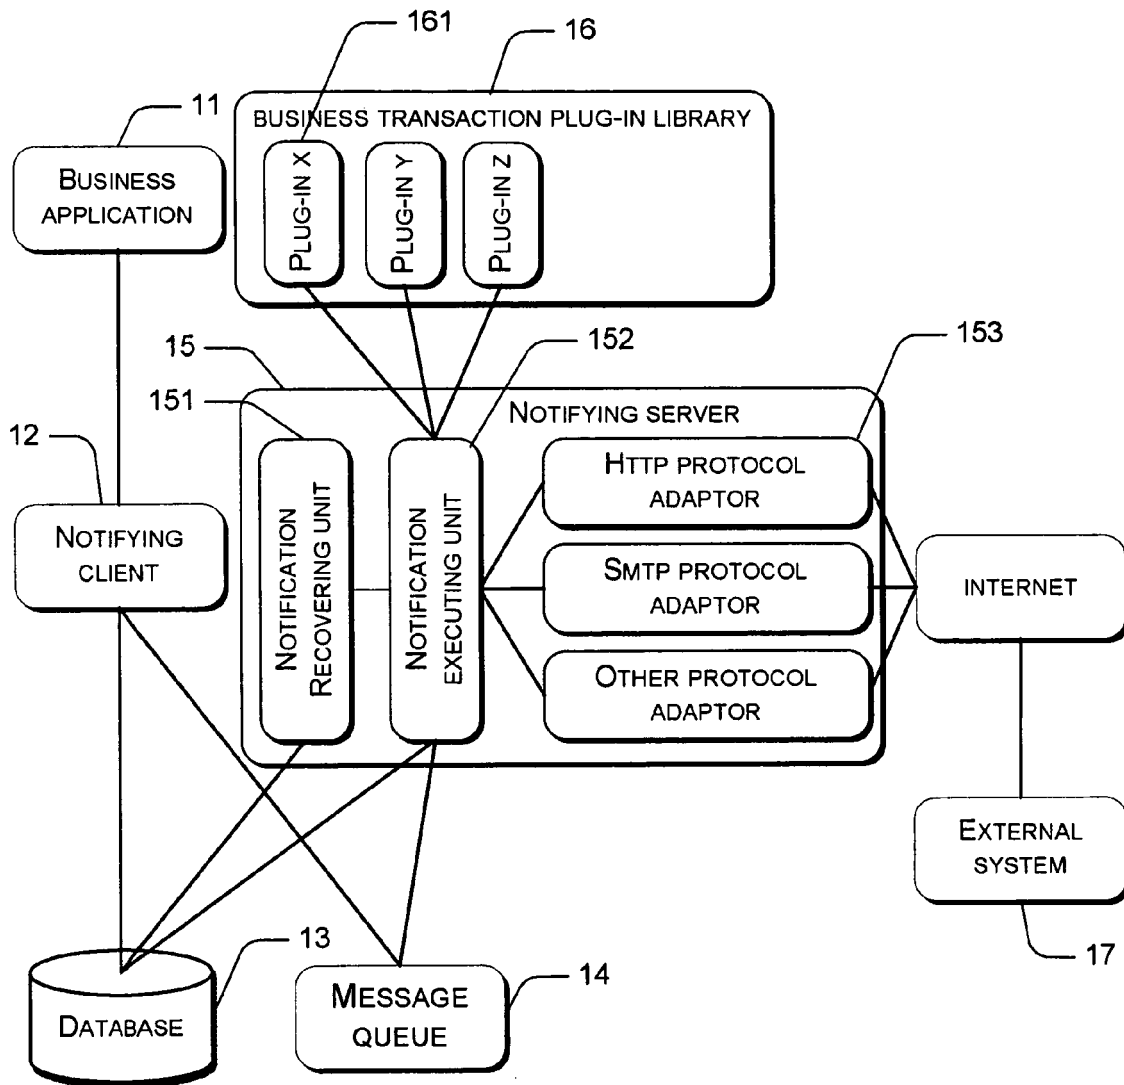 161
16
11
BUSINESS TRANSACTION PLUG-IN LIBRARY
BUSINESS
APPLICATION
PLUG-IN X
PLUG-IN Y
PLUG-IN Z
15
152
153
151
12
NOTIFYING SERVER
NOTIFYING
CLIENT
NOTIFICATION
RECOVERING UNIT
NOTIFICATION
EXECUTING UNIT
HTTP PROTOCOL
ADAPTOR
SMTP PROTOCOL
ADAPTOR
OTHER PROTOCOL
ADAPTOR
INTERNET
EXTERNAL
SYSTEM
13
14
17
DATABASE
MESSAGE
QUEUE